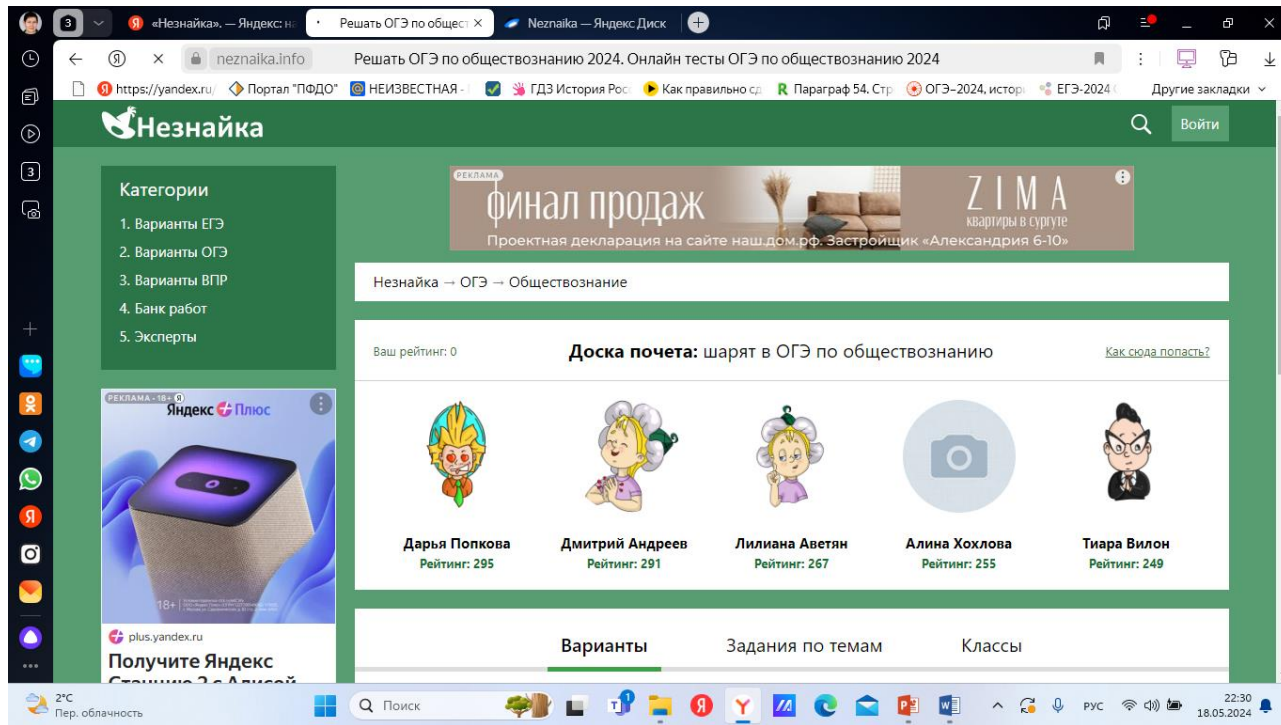 3
«Незнайка». — Яндекс: н
Решать ОГЭ по общест
Neznaika — Яндекс Диск
neznaika.info
Решать ОГЭ по обществознанию 2024. Онлайн тесты ОГЭ по обществознанию 2024
https://yandex.ru/
Портал "ПФДО"
НЕИЗВЕСТНАЯ -
ГДЗ История Рос
Как правильно сд
Параграф 54. Стр
ОГЭ–2024, истор
ЕГЭ-2024
Другие закладки
Незнайка
Войти
3
Категории
1. Варианты ЕГЭ
2. Варианты ОГЭ
3. Варианты ВПР
4. Банк работ
5. Эксперты
РЕКЛАМА
финал продаж
ZIMA
квартиры в сургуте
Проектная декларация на сайте наш.дом.рф. Застройщик «Александрия 6-10»
Незнайка → ОГЭ → Обществознание
Ваш рейтинг: 0
Доска почета: шарят в ОГЭ по обществознанию
Как сюда попасть?
Дарья Попкова
Рейтинг: 295
Дмитрий Андреев
Рейтинг: 291
Лилиана Аветян
Рейтинг: 267
Алина Хохлова
Рейтинг: 255
Тиара Вилон
Рейтинг: 249
РЕКЛАМА • 18+
Яндекс Плюс
18+
plus.yandex.ru
Получите Яндекс
Станцию 2 с Алисой
Варианты
Задания по темам
Классы
2°C
Пер. облачность
Поиск
РУС
22:30
18.05.2024